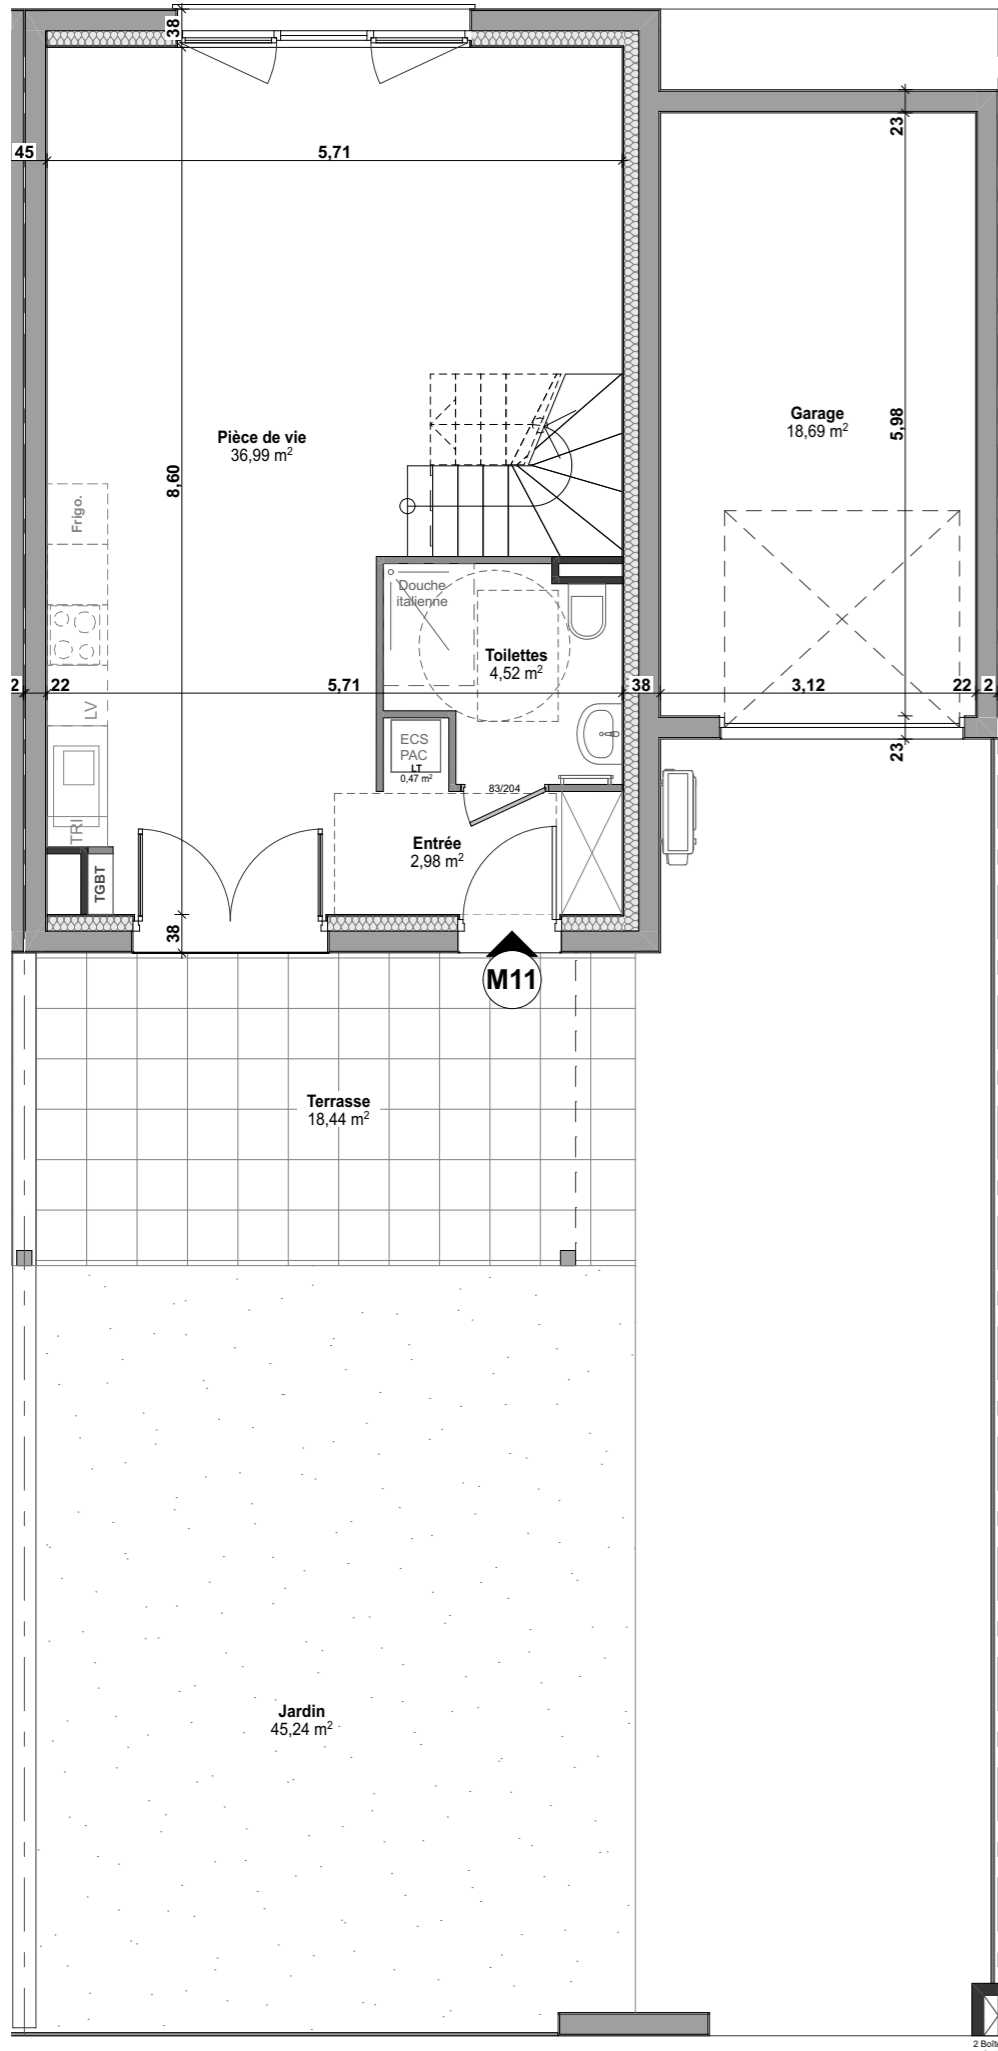 38
45
5,71
23
Pièce de vie
36,99 m²
8,60
Garage
18,69 m²
5,98
Frigo.
Douche
italienne
Toilettes
4,52 m²
2
22
5,71
38
3,12
22
2
LV
ECS
PAC
LT
0,47 m²
83/204
23
TRI
Entrée
2,98 m²
TGBT
38
M11
Terrasse
18,44 m²
Jardin
45,24 m²
2 Boîte